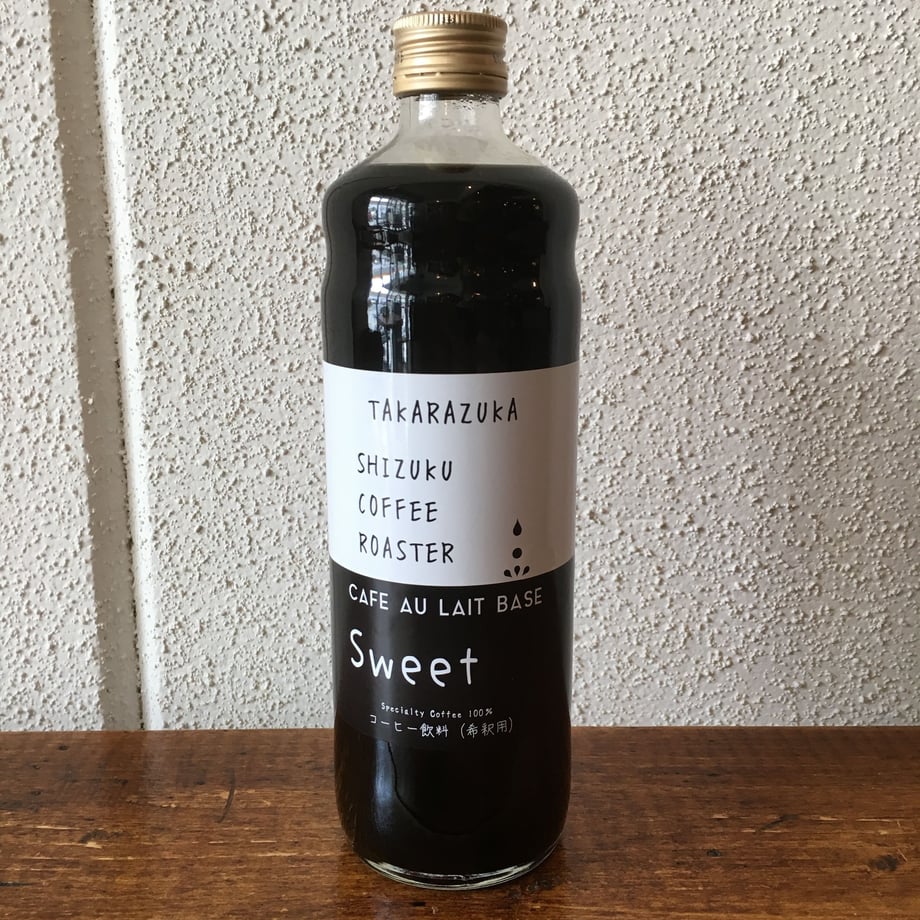 TAKARAZUKA
SHIZUKU
COFFEE
ROASTER
CAFE AU LAIT BASE
Sweet
Specialty Coffee 100%
コーヒー飲料 (希釈用)